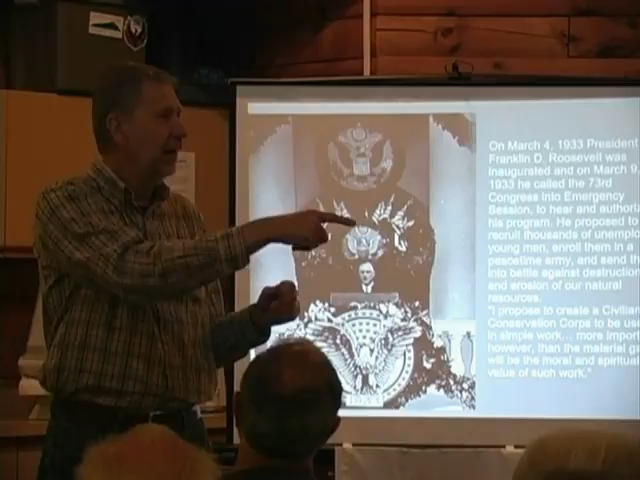 On March 4, 1933 President
Franklin D. Roosevelt was
inaugurated and on March 9,
1933 he called the 73rd
Congress into Emergency
Session, to hear and authori
his program. He proposed to
recruit thousands of unemplo
young men, enroll them in a
peacetime army, and send th
into battle against destruction
and erosion of our natural
resources.
"I propose to create a Civilian
Conservation Corps to be us
in simple work... more import
however, than the material ga
will be the moral and spiritual
value of such work."
1933